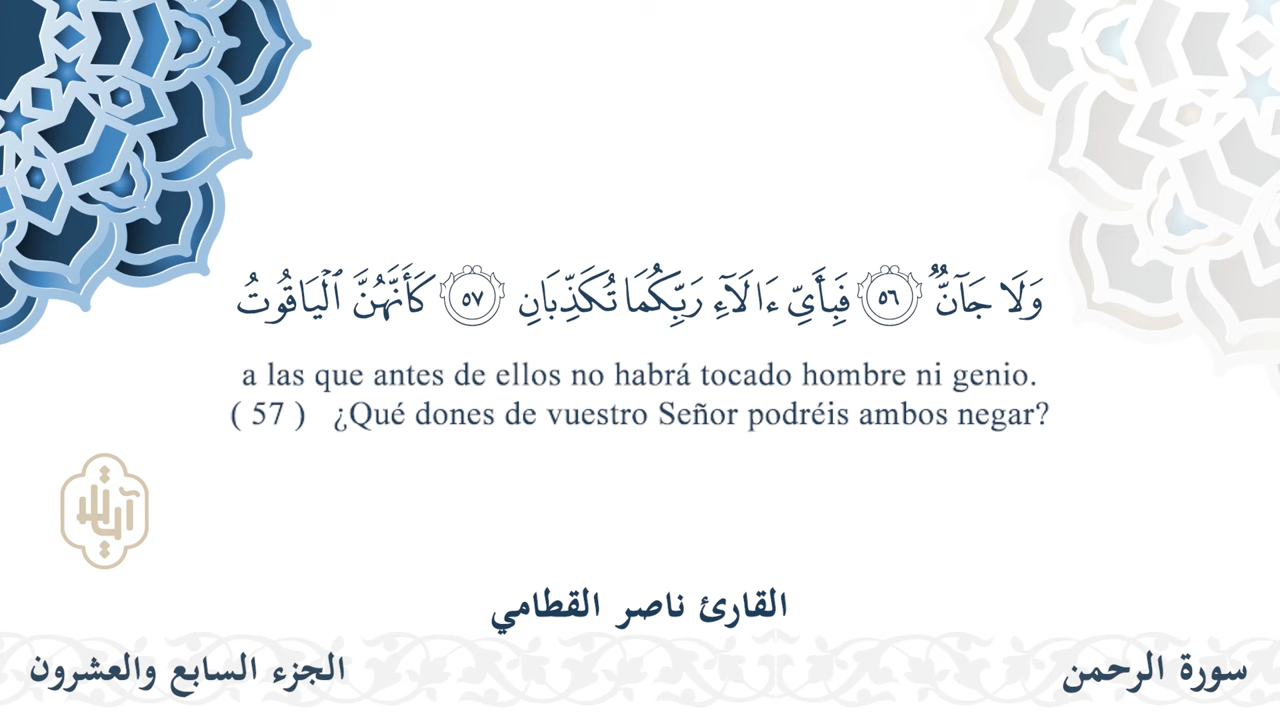 وَلَا جَآنٌّ ٥٦ فَبِأَيِّ ءَالَآءِ رَبِّكُمَا تُكَذِّبَانِ ٥٧ كَأَنَّهُنَّ ٱلْيَاقُوتُ
a las que antes de ellos no habrá tocado hombre ni genio.
( 57 ) ¿Qué dones de vuestro Señor podréis ambos negar?
القارئ ناصر القطامي
سورة الرحمن
الجزء السابع والعشرون